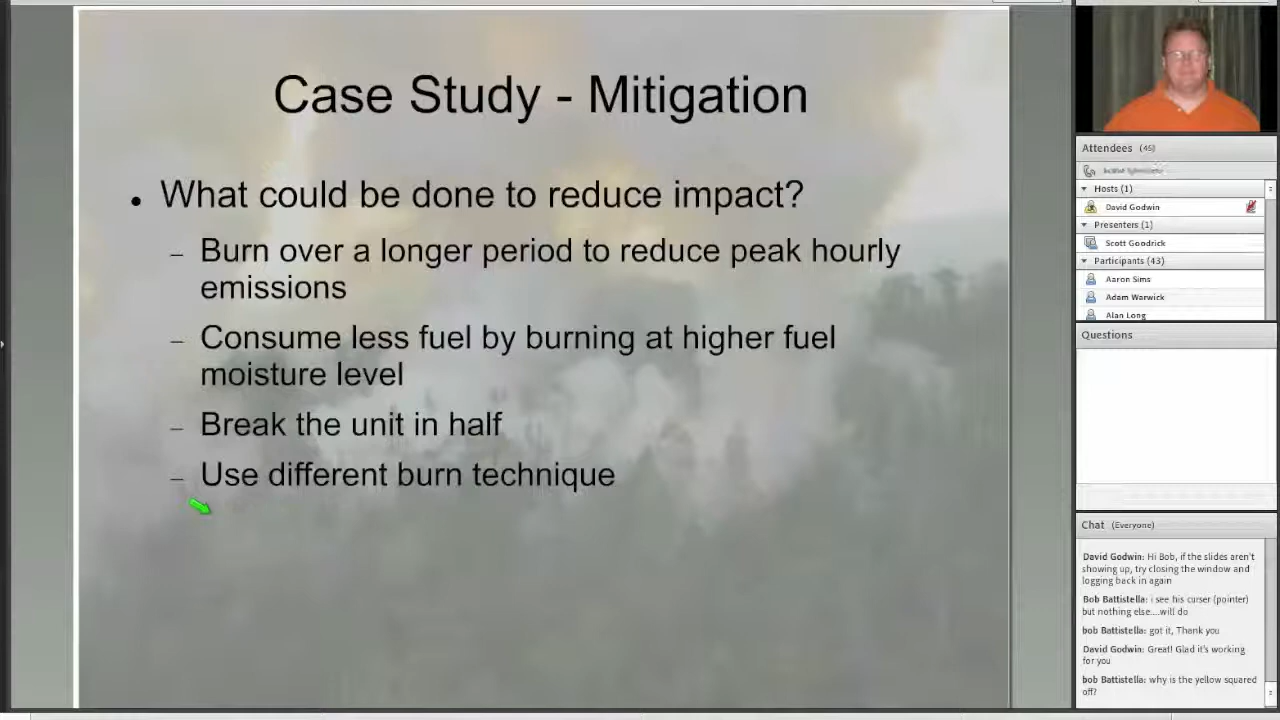 Case Study - Mitigation
What could be done to reduce impact?
Burn over a longer period to reduce peak hourly
emissions
Consume less fuel by burning at higher fuel
moisture level
Break the unit in half
Use different burn technique
Attendees (45)
Hosts (1)
David Godwin
Presenters (1)
Scott Goodrick
Participants (43)
Aaron Sims
Adam Warwick
Alan Long
Questions
Chat (Everyone)
David Godwin: Hi Bob, if the slides aren't
showing up, try closing the window and
logging back in again
Bob Battistella: i see his curser (pointer)
but nothing else....will do
bob Battistella: got it, Thank you
David Godwin: Great! Glad it's working
for you
bob Battistella: why is the yellow squared
off?